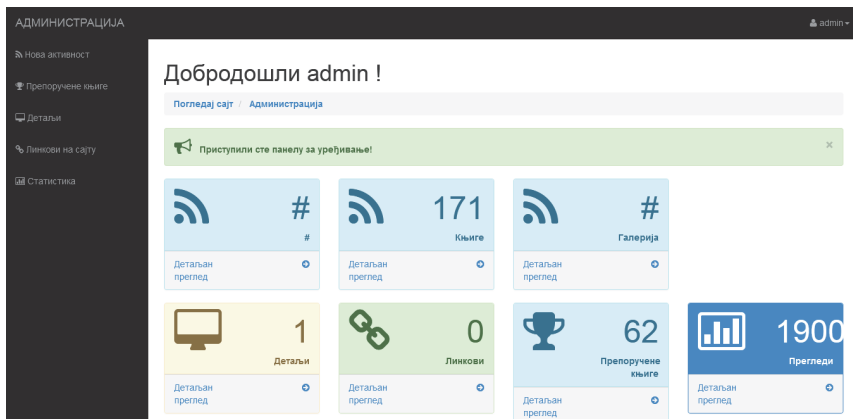 АДМИНИСТРАЦИЈА
admin
Нова активност
Препоручене књиге
Детаљи
Линкови на сајту
Статистика
Добродошли admin !
Погледај сајт / Администрација
Приступили сте панелу за уређивање!
×
#
#
Детаљан
преглед
171
Књиге
Детаљан
преглед
#
Галерија
Детаљан
преглед
1
Детаљи
Детаљан
преглед
0
Линкови
Детаљан
преглед
62
Препоручене
књиге
Детаљан
преглед
1900
Прегледи
Детаљан
преглед